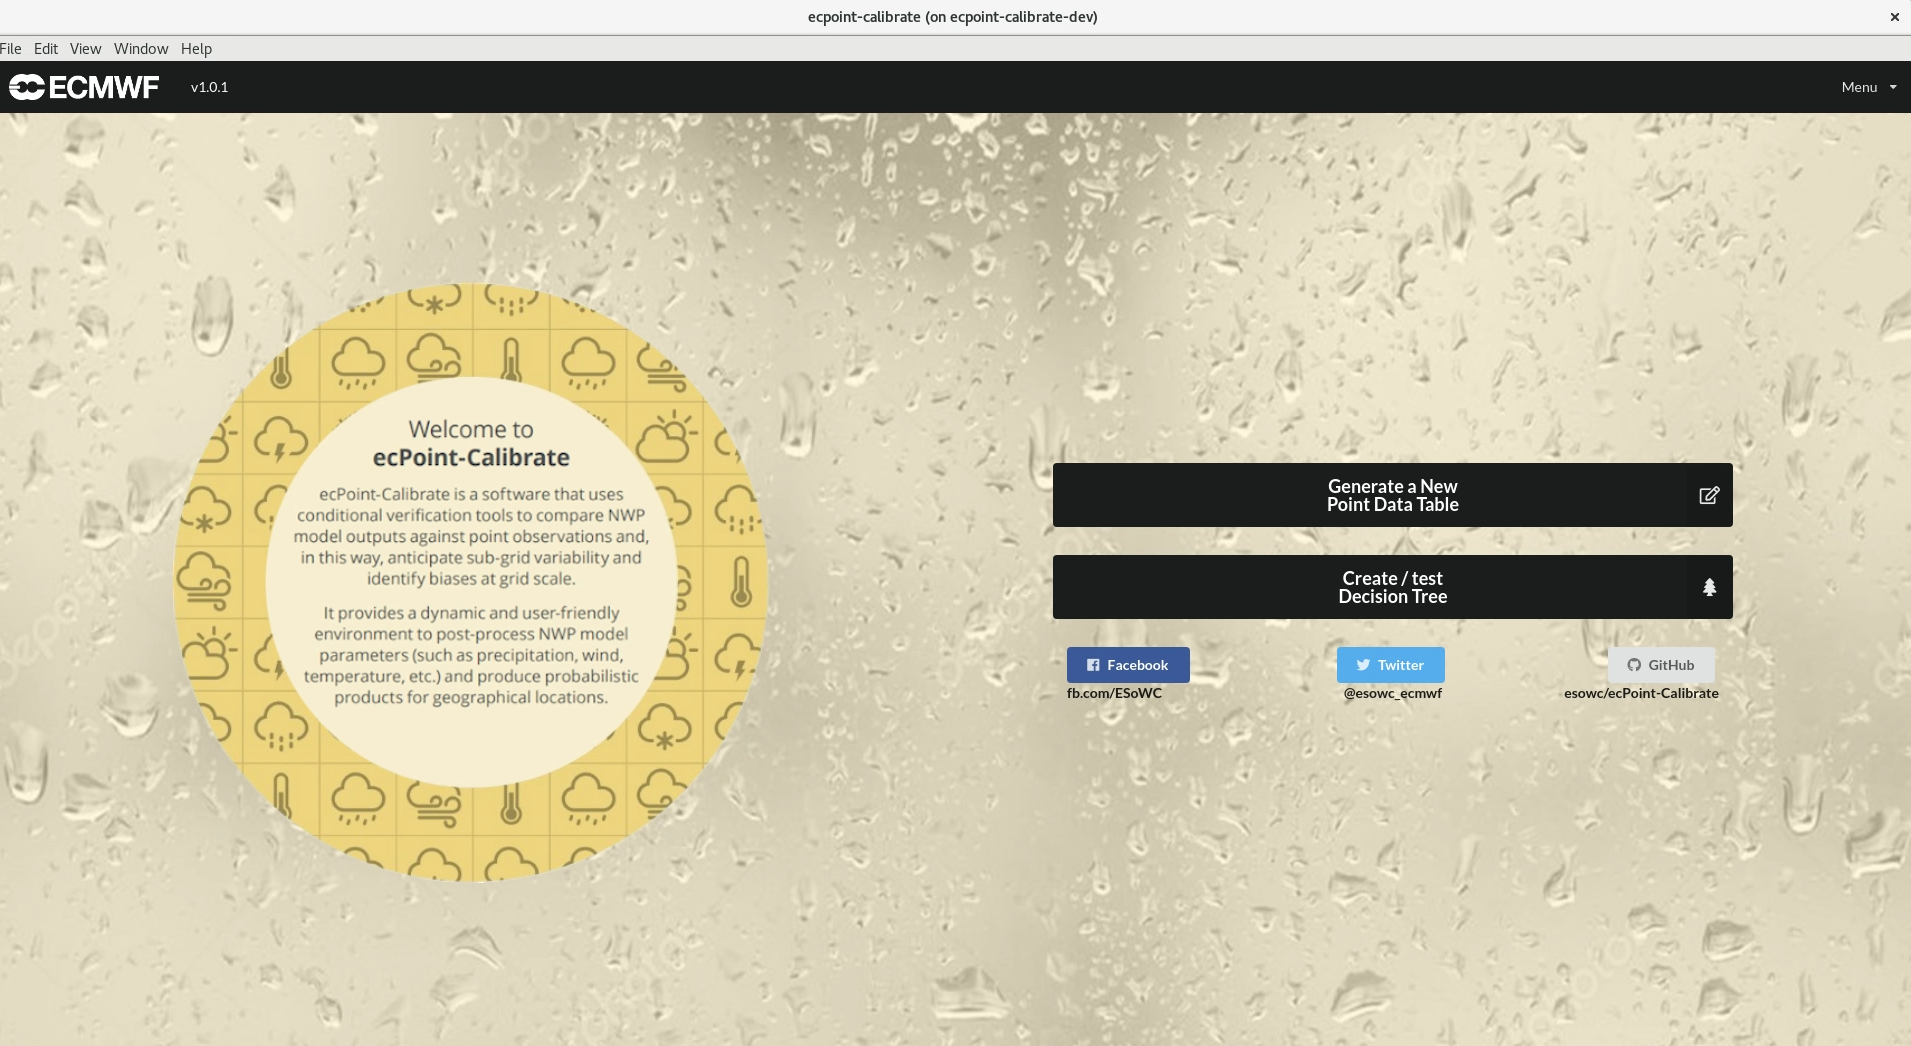 ecpoint-calibrate (on ecpoint-calibrate-dev)
File Edit View Window Help
ECMWF v1.0.1 Menu
Welcome to
ecPoint-Calibrate
ecPoint-Calibrate is a software that uses
conditional verification tools to compare NWP
model outputs against point observations and,
in this way, anticipate sub-grid variability and
identify biases at grid scale.
It provides a dynamic and user-friendly
environment to post-process NWP model
parameters (such as precipitation, wind,
temperature, etc.) and produce probabilistic
products for geographical locations.
Generate a New
Point Data Table
Create / test
Decision Tree
Facebook Twitter GitHub
fb.com/ESoWC @esowc_ecmwf esowc/ecPoint-Calibrate